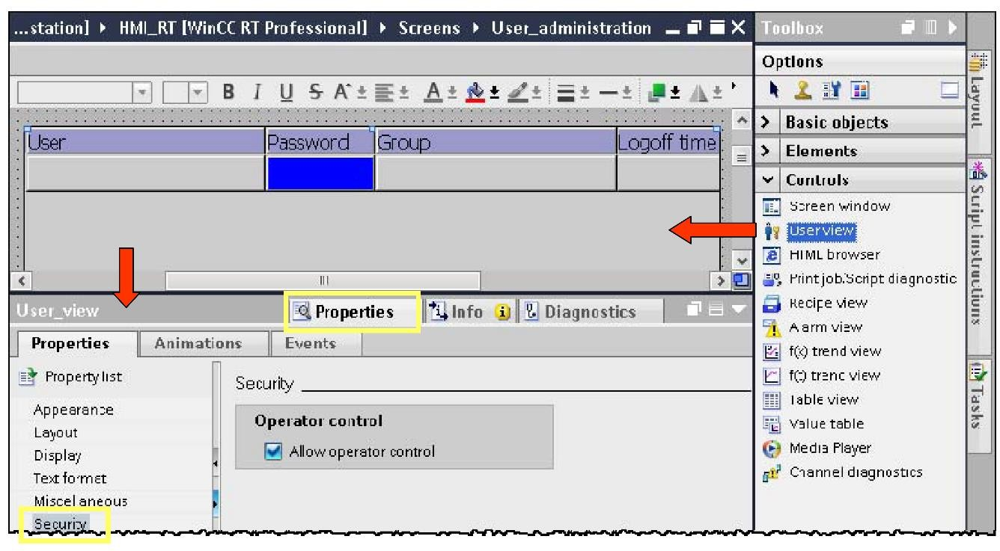 ...station] ▸ HMI_RT [WinCC RT Professional] ▸ Screens ▸ User_administration
Toolbox
Options
B I U S A
Basic objects
Elements
Controls
Screen window
User view
HTML browser
Print job.Script diagnostic
Recipe view
Alarm view
f(x) trend view
f(t) trend view
Table view
Value table
Media Player
Channel diagnostics
Layout
Script instructions
Tasks
User Password Group Logoff time
User_view
Properties Info Diagnostics
Properties Animations Events
Property list
Appearance
Layout
Display
Text format
Miscellaneous
Security
Security
Operator control
Allow operator control